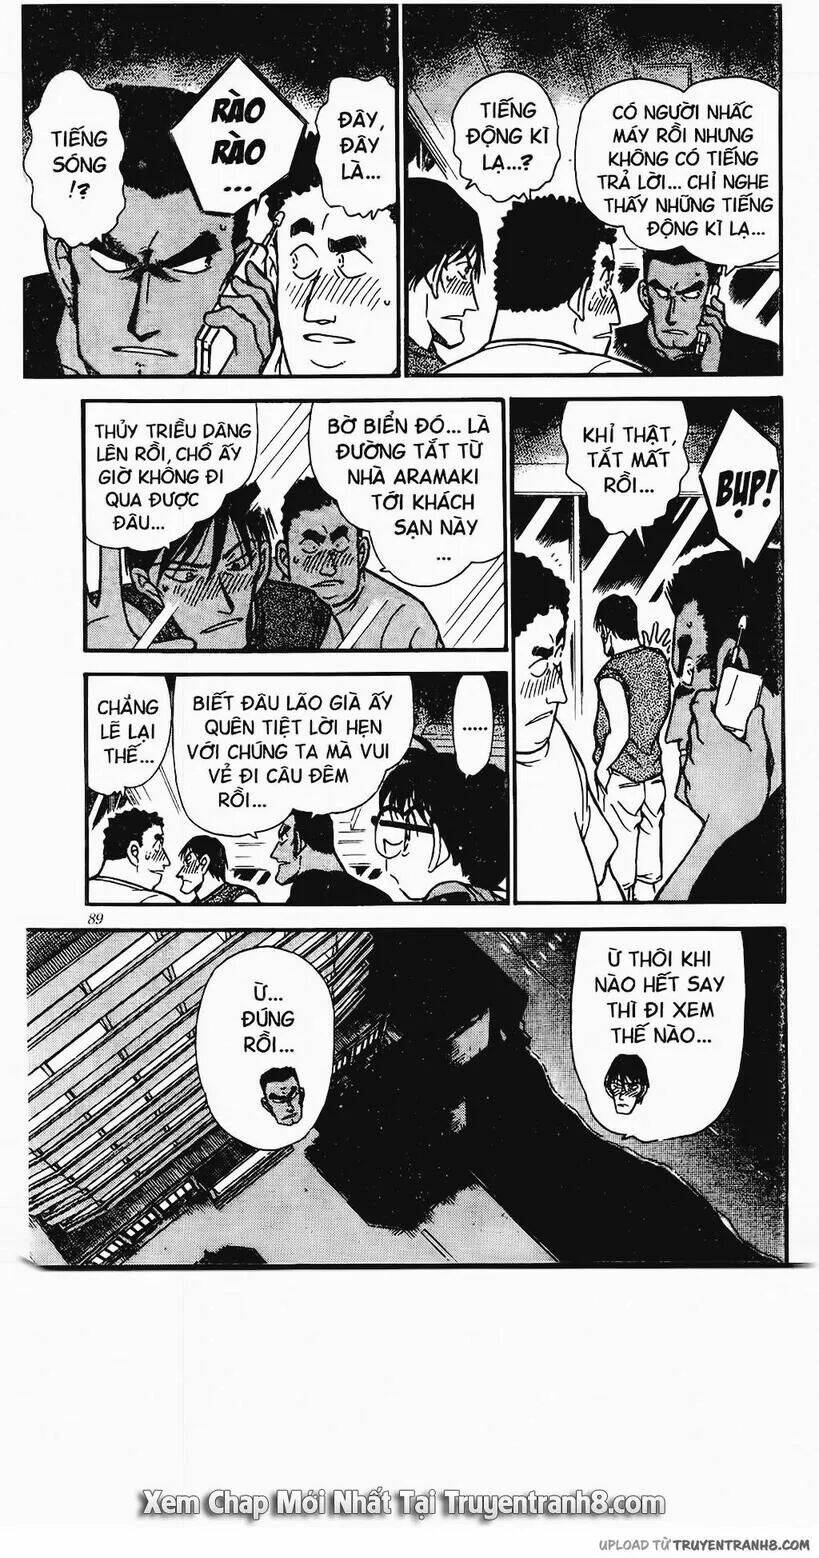 CÓ NGƯỜI NHẤC
MÁY RỒI NHƯNG
KHÔNG CÓ TIẾNG
TRẢ LỜI... CHỈ NGHE
THẤY NHỮNG TIẾNG
ĐỘNG KÌ LẠ...
TIẾNG
ĐỘNG KÌ
LẠ...?
ĐÂY,
ĐÂY
LÀ...
RÀO
RÀO
...
TIẾNG
SÓNG
!?
BỤP!
KHỈ THẬT,
TẮT MẤT
RỒI...
BỜ BIỂN ĐÓ... LÀ
ĐƯỜNG TẮT TỪ
NHÀ ARAMAKI
TỚI KHÁCH
SẠN NÀY
...
THỦY TRIỀU DÂNG
LÊN RỒI, CHỖ ẤY
GIỜ KHÔNG ĐI
QUA ĐƯỢC
ĐÂU...
......
BIẾT ĐÂU LÃO GIÀ ẤY
QUÊN TIỆT LỜI HẸN
VỚI CHÚNG TA MÀ VUI
VẺ ĐI CÂU ĐÊM
RỒI...
CHẲNG
LẼ LẠI
THẾ...
89
Ừ THÔI KHI
NÀO HẾT SAY
THÌ ĐI XEM
THẾ NÀO...
Ừ...
ĐÚNG
RỒI...
Xem Chap Mới Nhất Tại Truyentranh8.com
UPLOAD TỪ TRUYENTRANH8.COM